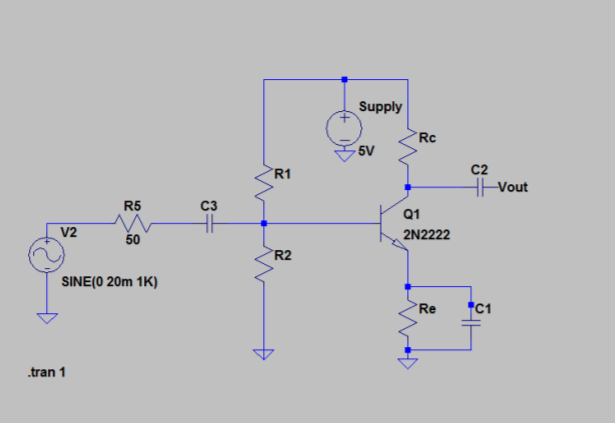 Supply
5V
Rc
C2
Vout
R1
R5
50
C3
Q1
2N2222
V2
SINE(0 20m 1K)
R2
Re
C1
.tran 1